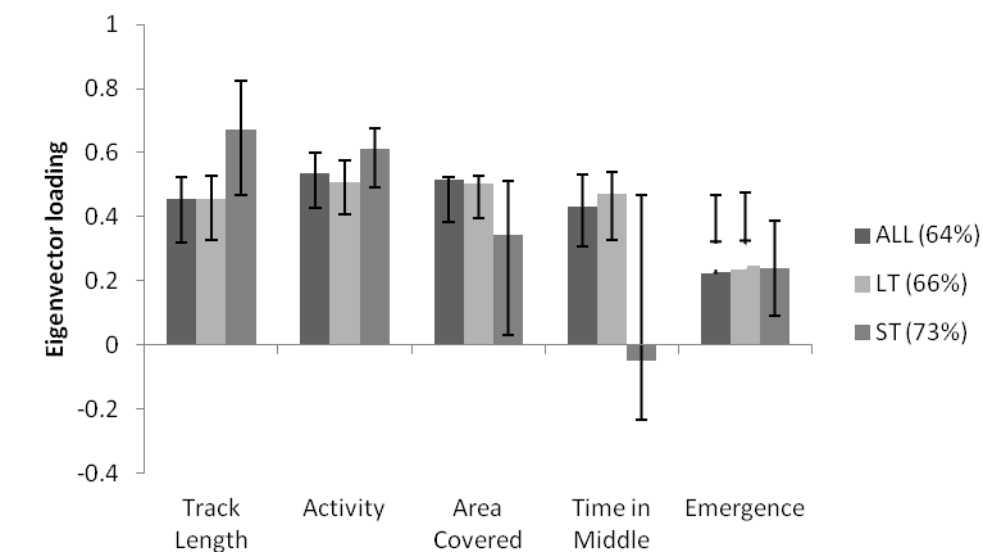 1
0.8
0.6
0.4
0.2
0
-0.2
-0.4
Eigenvector loading
Track Length
Activity
Area Covered
Time in Middle
Emergence
ALL (64%)
LT (66%)
ST (73%)